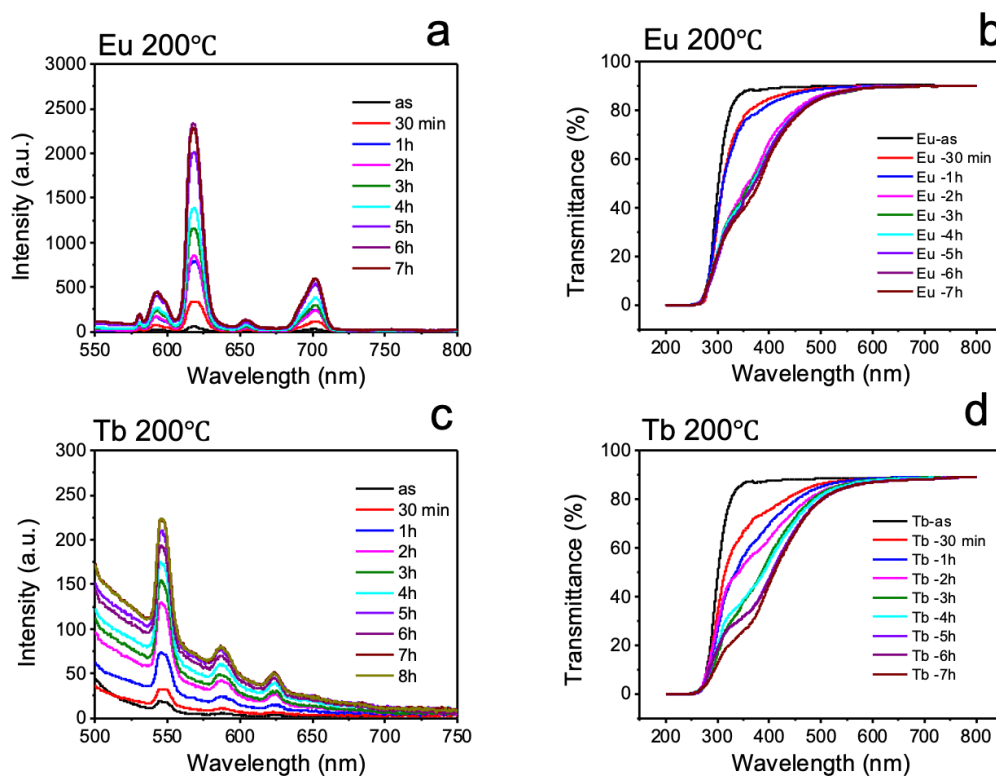 a
Eu 200℃
3000
2500
2000
1500
1000
500
0
550
600
650
700
750
800
Intensity (a.u.)
Wavelength (nm)
as
30 min
1h
2h
3h
4h
5h
6h
7h
b
Eu 200℃
100
80
60
40
20
0
200
300
400
500
600
700
800
Transmittance (%)
Wavelength (nm)
Eu-as
Eu -30 min
Eu -1h
Eu -2h
Eu -3h
Eu -4h
Eu -5h
Eu -6h
Eu -7h
c
Tb 200℃
300
250
200
150
100
50
0
500
550
600
650
700
750
Intensity (a.u.)
Wavelength (nm)
as
30 min
1h
2h
3h
4h
5h
6h
7h
8h
d
Tb 200℃
100
80
60
40
20
0
200
300
400
500
600
700
800
Transmittance (%)
Wavelength (nm)
Tb-as
Tb -30 min
Tb -1h
Tb -2h
Tb -3h
Tb -4h
Tb -5h
Tb -6h
Tb -7h